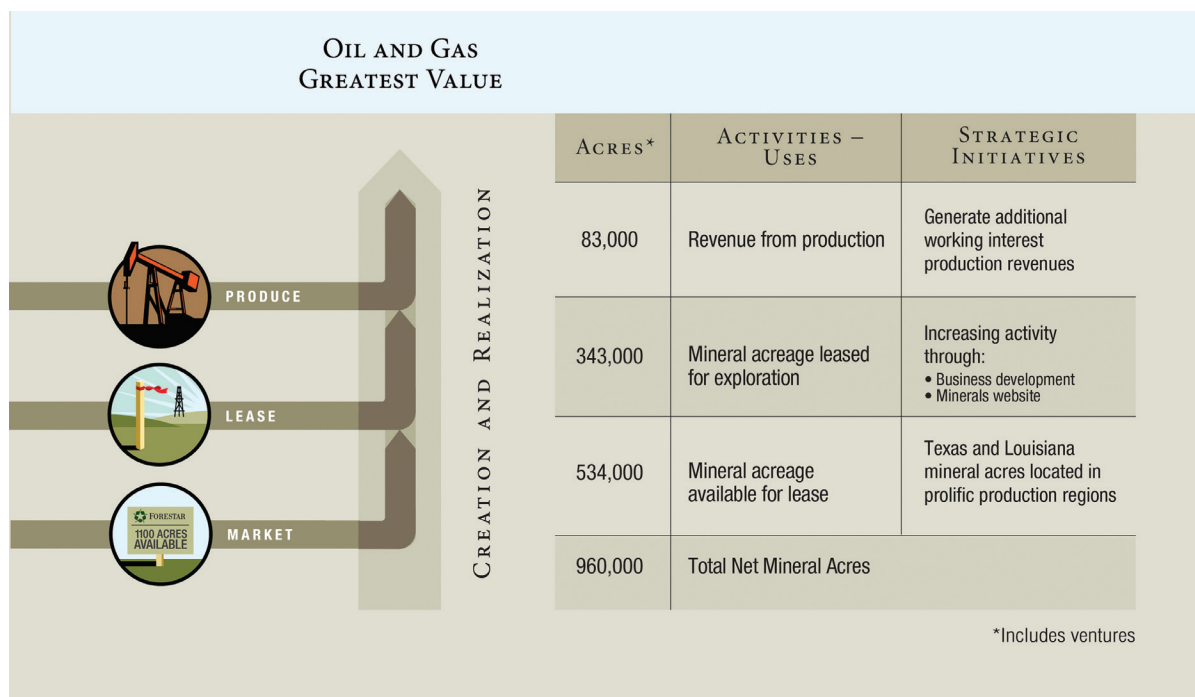 OIL AND GAS
GREATEST VALUE
ACRES*
ACTIVITIES –
USES
STRATEGIC
INITIATIVES
CREATION AND REALIZATION
PRODUCE
83,000
Revenue from production
Generate additional
working interest
production revenues
LEASE
343,000
Mineral acreage leased
for exploration
Increasing activity
through:
• Business development
• Minerals website
FORESTAR
1100 ACRES
AVAILABLE
MARKET
534,000
Mineral acreage
available for lease
Texas and Louisiana
mineral acres located in
prolific production regions
960,000
Total Net Mineral Acres
*Includes ventures